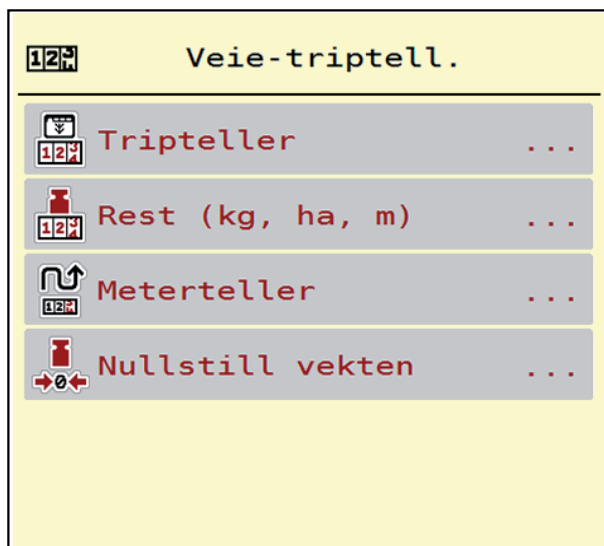 Veie-triptell.
Tripteller ...
Rest (kg, ha, m) ...
Meterteller ...
Nullstill vekten ...